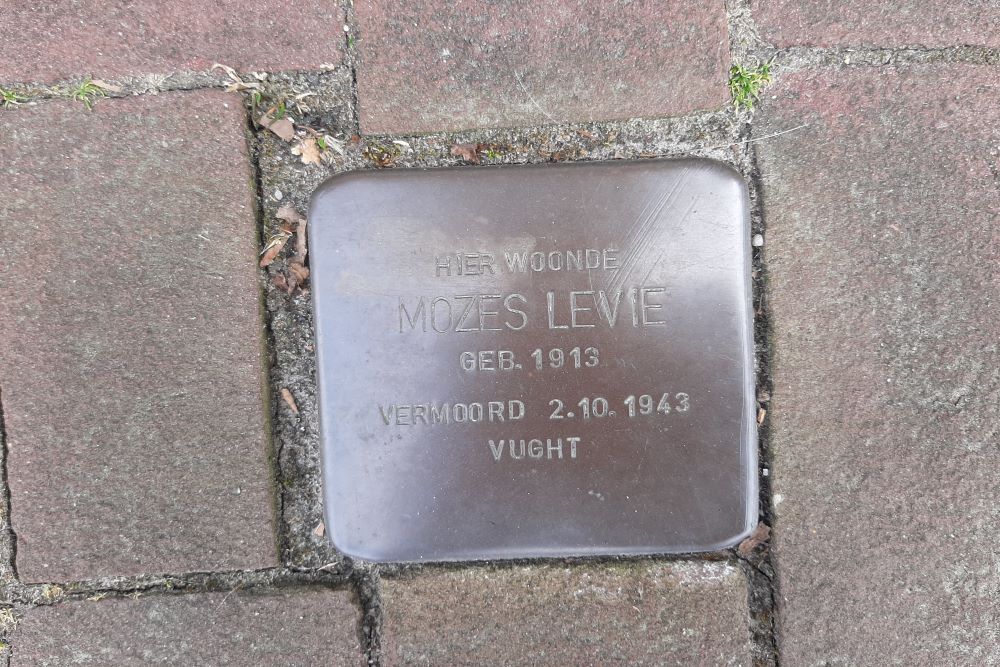 HIER WOONDE
MOZES LEVIE
GEB. 1913
VERMOORD 2.10.1943
VUGHT